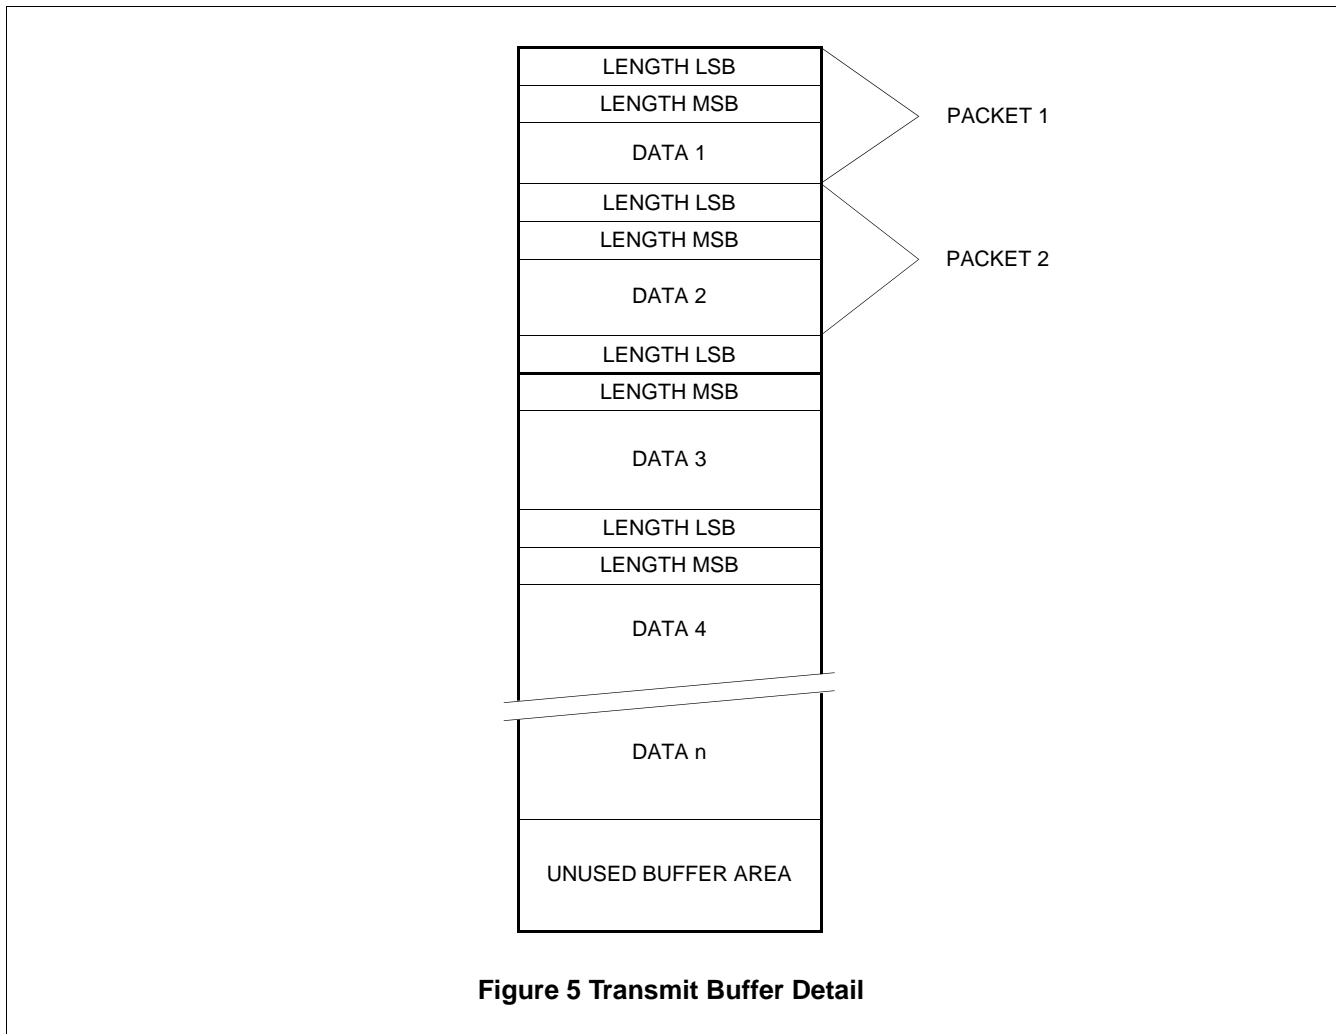 LENGTH LSB
LENGTH MSB
PACKET 1
DATA 1
LENGTH LSB
LENGTH MSB
PACKET 2
DATA 2
LENGTH LSB
LENGTH MSB
DATA 3
LENGTH LSB
LENGTH MSB
DATA 4
DATA n
UNUSED BUFFER AREA
Figure 5 Transmit Buffer Detail